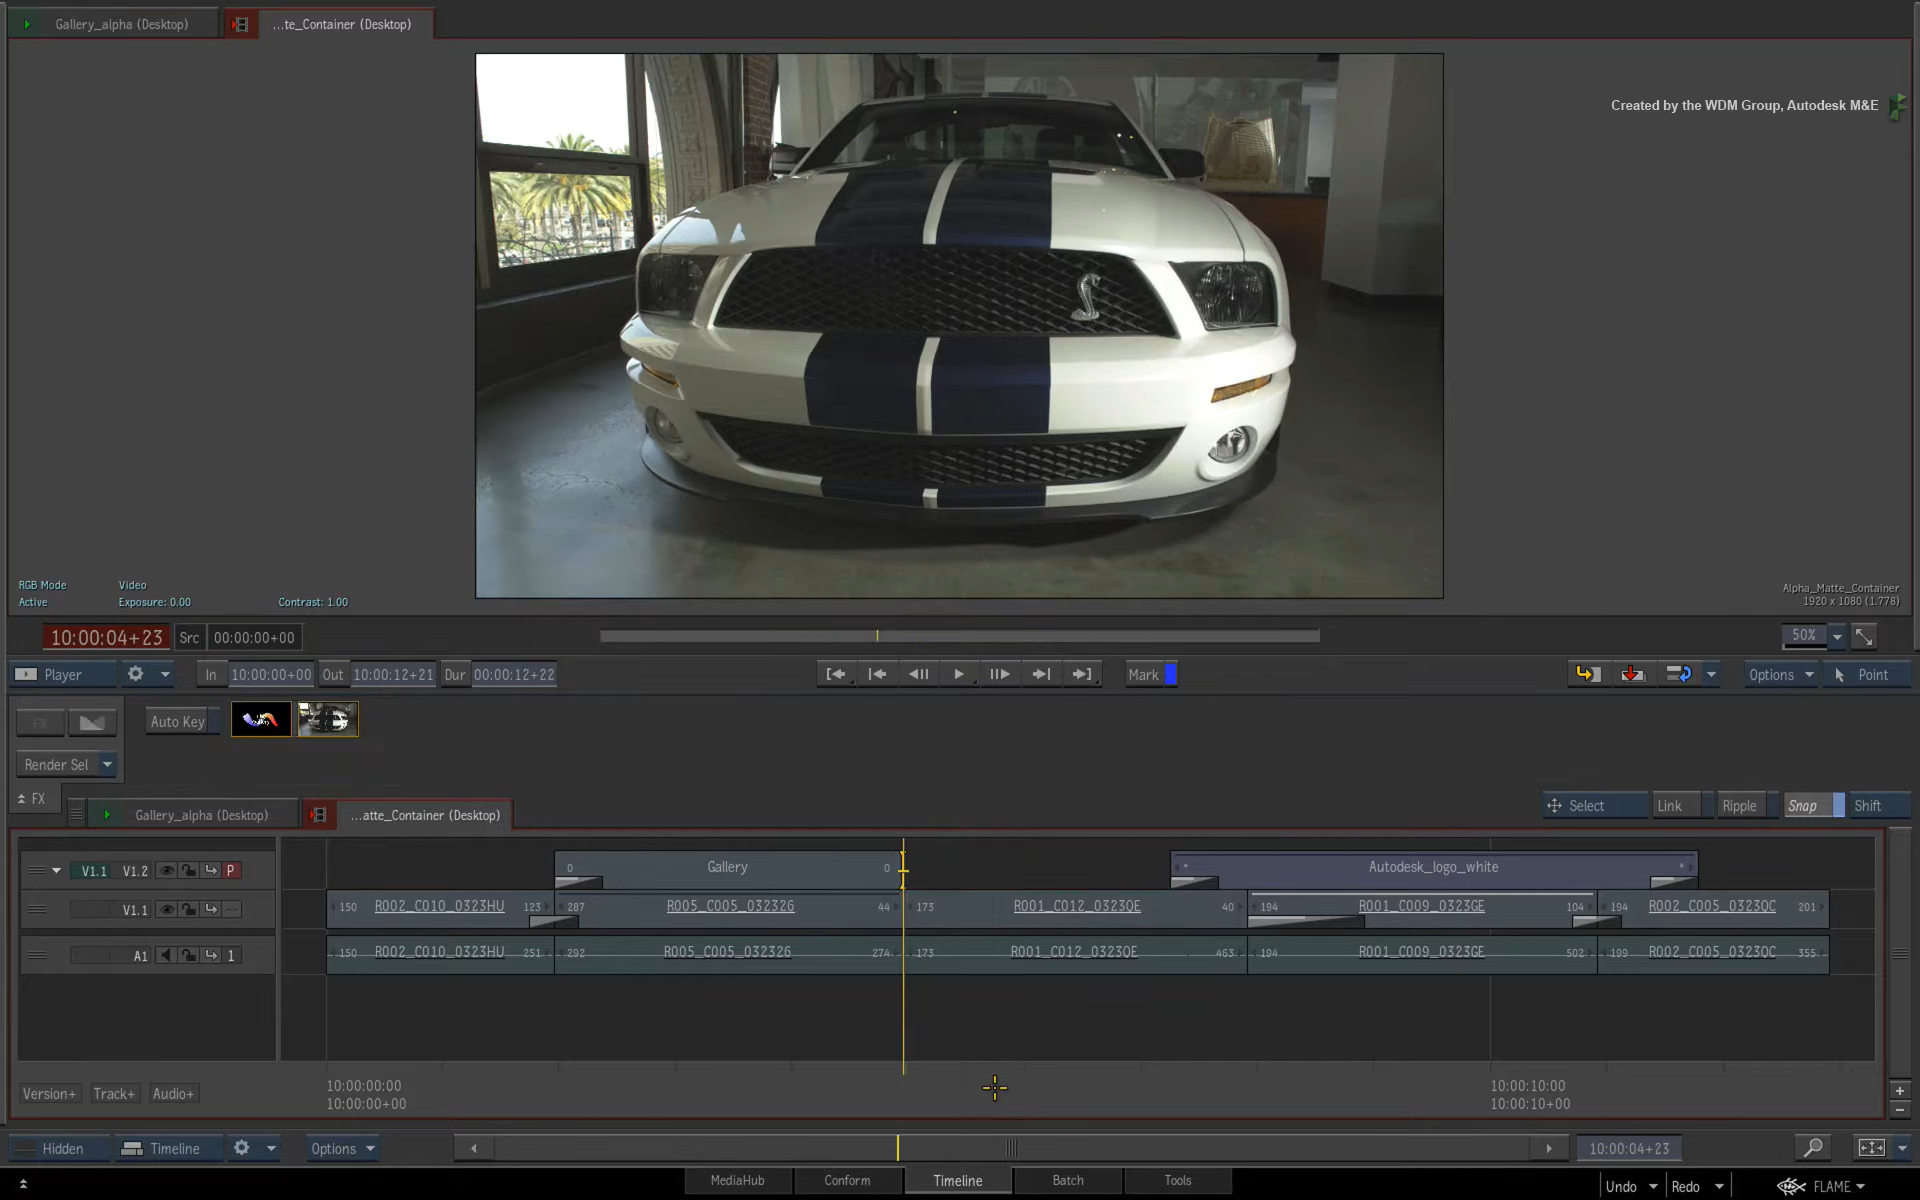 Gallery_alpha (Desktop)
...te_Container (Desktop)
Created by the WDM Group, Autodesk M&E
RGB Mode Video
Active Exposure: 0.00 Contrast: 1.00
Alpha_Matte_Container
1920 x 1080 (1.778)
10:00:04+23 Src 00:00:00+00 50%
Player In 10:00:00+00 Out 10:00:12+21 Dur 00:00:12+22 Mark Options Point
FX Auto Key
Render Sel
FX Gallery_alpha (Desktop) ...atte_Container (Desktop) Select Link Ripple Snap Shift
V1.1 V1.2 P 0 Gallery 0 Autodesk_logo_white
V1.1 -- 150 R002_C010_0323HU 123 287 R005_C005_032326 44 173 R001_C012_0323QE 40 194 R001_C009_0323GE 104 194 R002_C005_0323QC 201
A1 1 150 R002_C010_0323HU 251 292 R005_C005_032326 274 173 R001_C012_0323QE 463 194 R001_C009_0323GE 502 199 R002_C005_0323QC 355
Version+ Track+ Audio+
10:00:00:00 10:00:10:00
10:00:00+00 10:00:10+00
Hidden Timeline Options 10:00:04+23
MediaHub Conform Timeline Batch Tools
Undo Redo FLAME